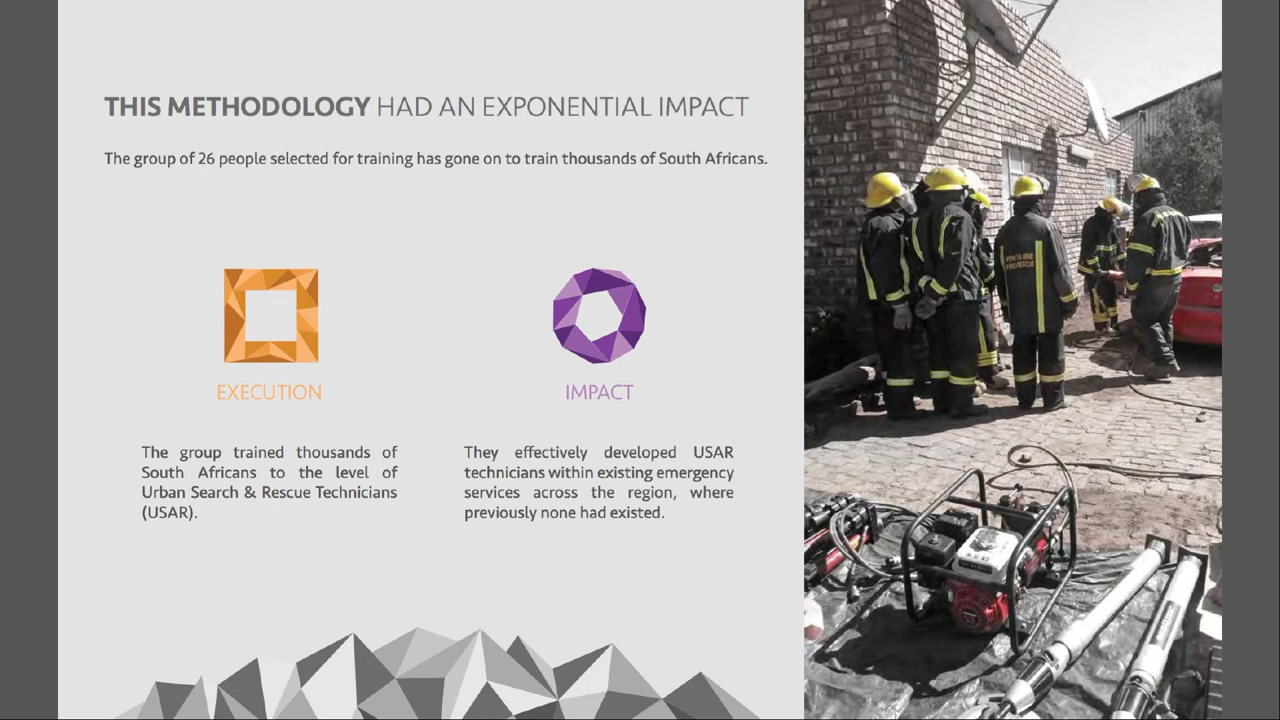 THIS METHODOLOGY HAD AN EXPONENTIAL IMPACT
The group of 26 people selected for training has gone on to train thousands of South Africans.
EXECUTION
The group trained thousands of
South Africans to the level of
Urban Search & Rescue Technicians
(USAR).
IMPACT
They effectively developed USAR
technicians within existing emergency
services across the region, where
previously none had existed.